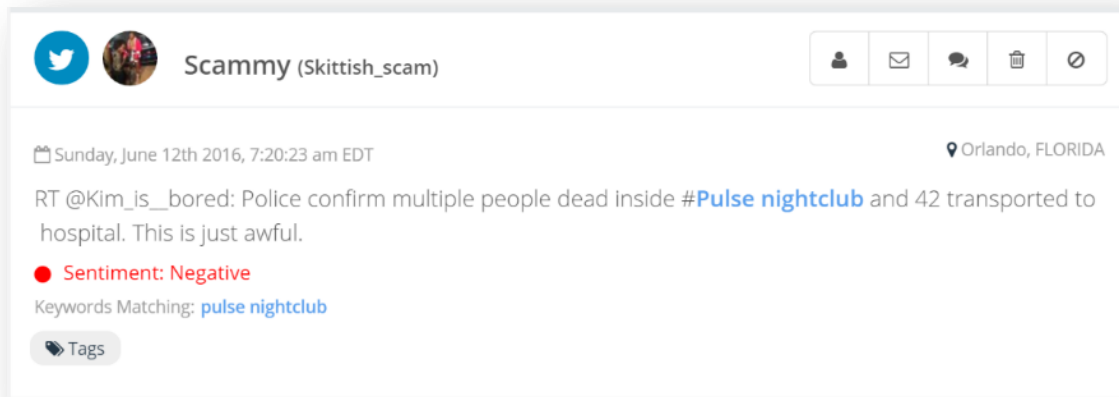 Scammy (Skittish_scam)
Sunday, June 12th 2016, 7:20:23 am EDT
Orlando, FLORIDA
RT @Kim_is__bored: Police confirm multiple people dead inside #Pulse nightclub and 42 transported to
hospital. This is just awful.
Sentiment: Negative
Keywords Matching: pulse nightclub
Tags